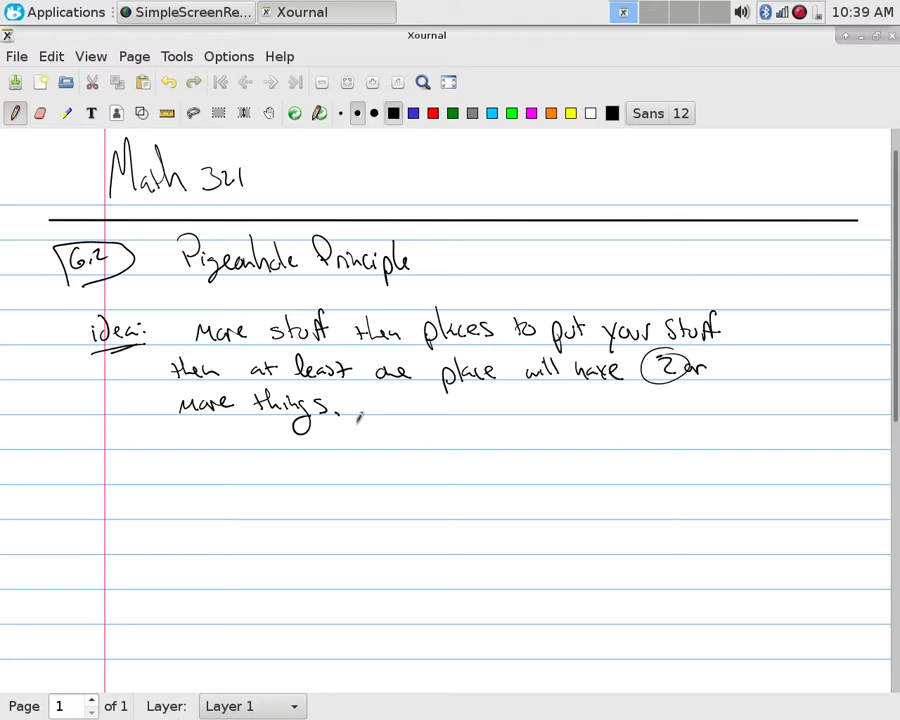 Applications SimpleScreenRe... Xournal 10:39 AM
Xournal
File Edit View Page Tools Options Help
T Sans 12
Math 321
6.2 Pigeonhole Principle
idea: More stuff then places to put your stuff
then at least one place will have 2 or
more things.
Page 1 of 1 Layer: Layer 1